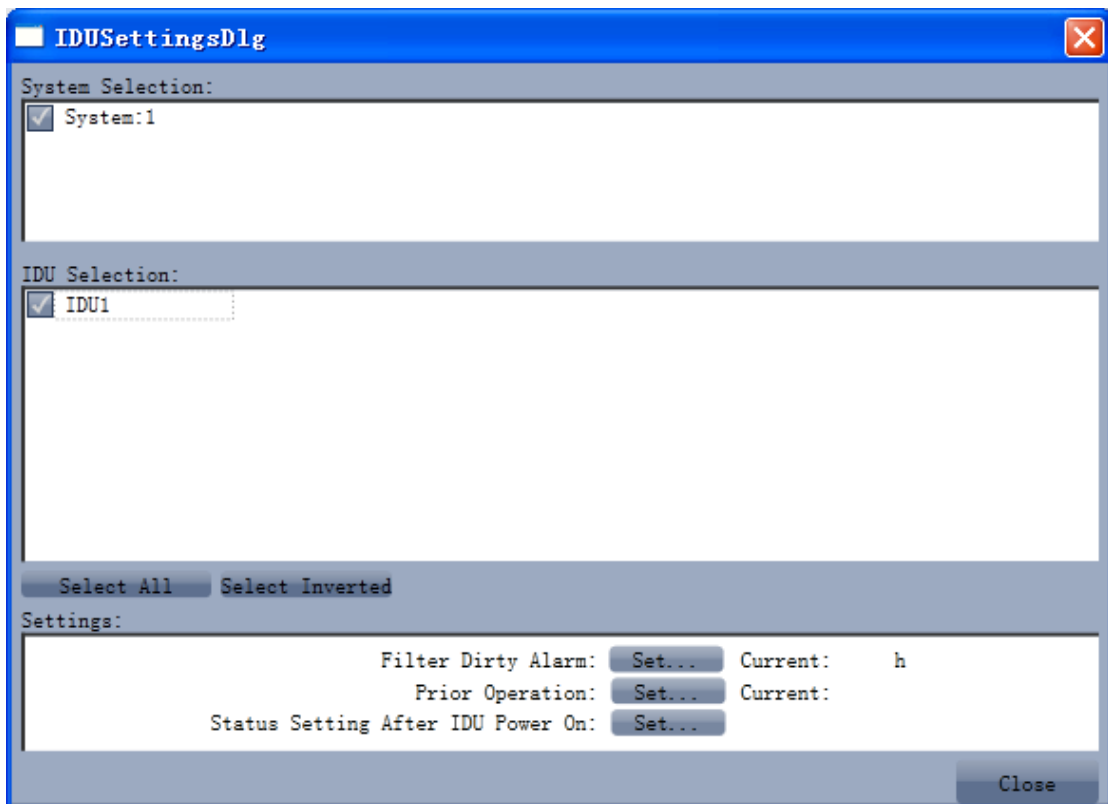 IDUSettingsDlg
System Selection:
System:1
IDU Selection:
IDU1
Select All Select Inverted
Settings:
Filter Dirty Alarm: Set... Current: h
Prior Operation: Set... Current:
Status Setting After IDU Power On: Set...
Close